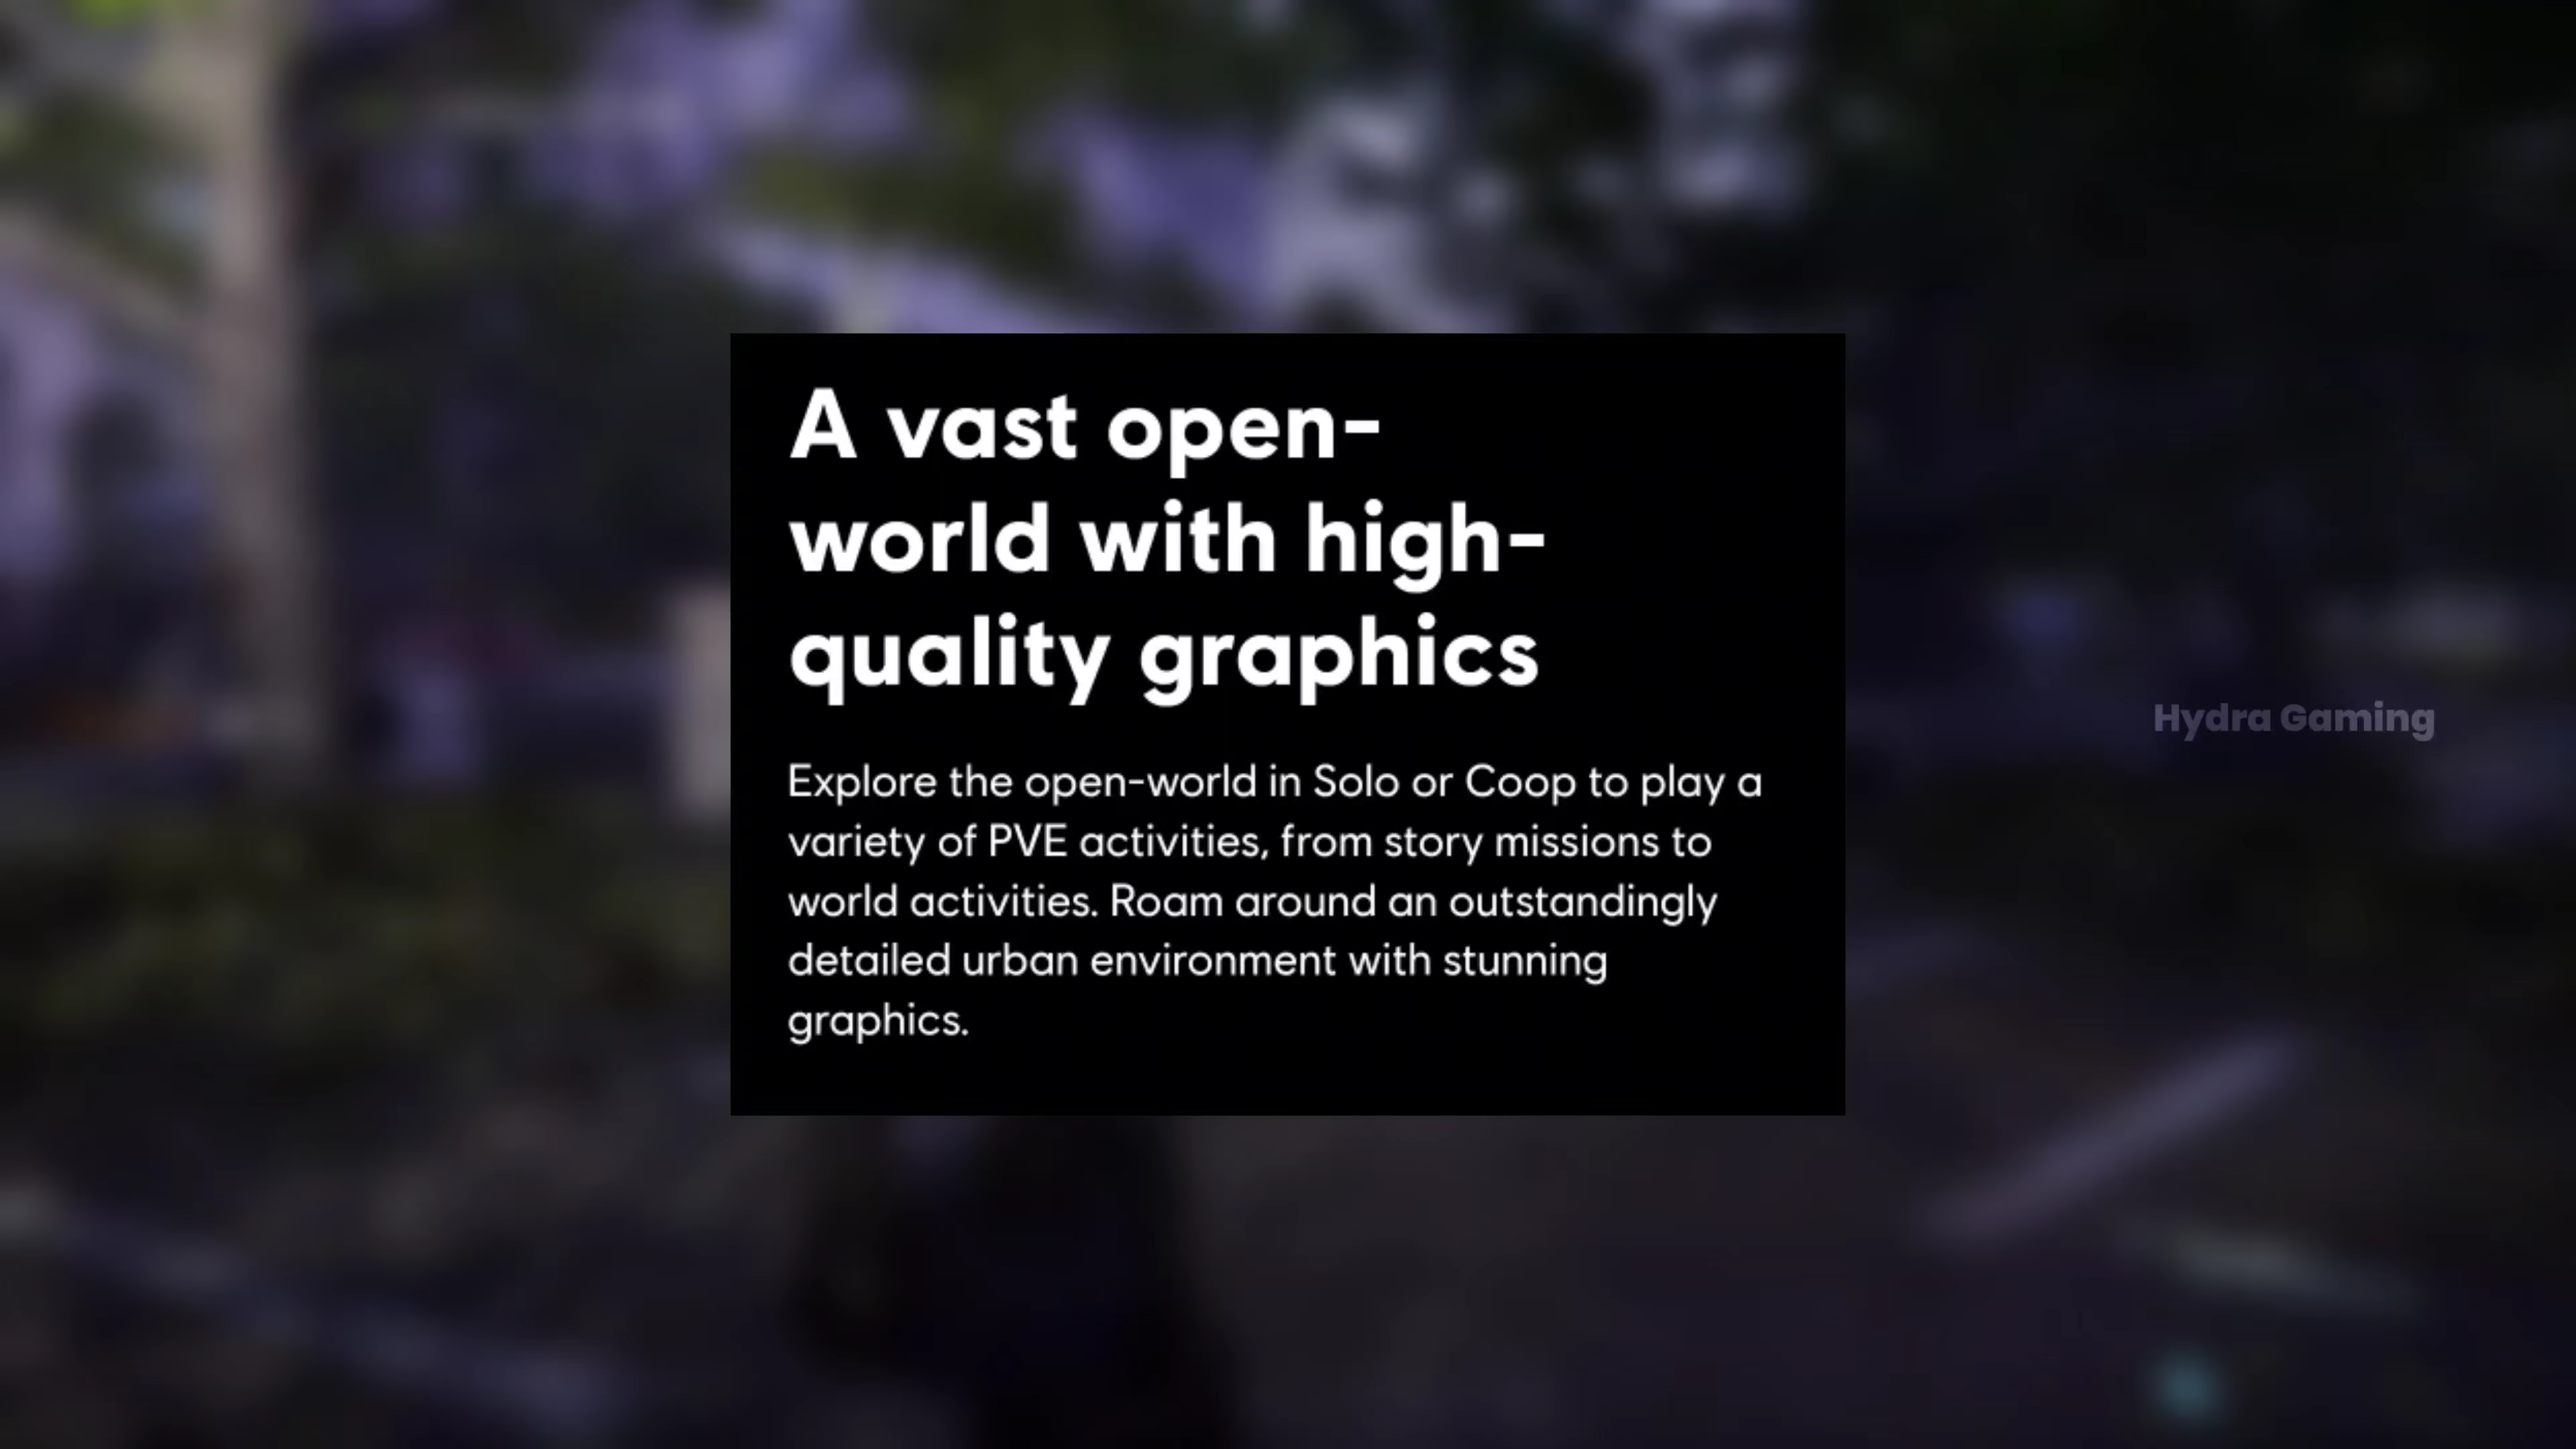 A vast open-
world with high-
quality graphics
Explore the open-world in Solo or Coop to play a
variety of PVE activities, from story missions to
world activities. Roam around an outstandingly
detailed urban environment with stunning
graphics.
Hydra Gaming